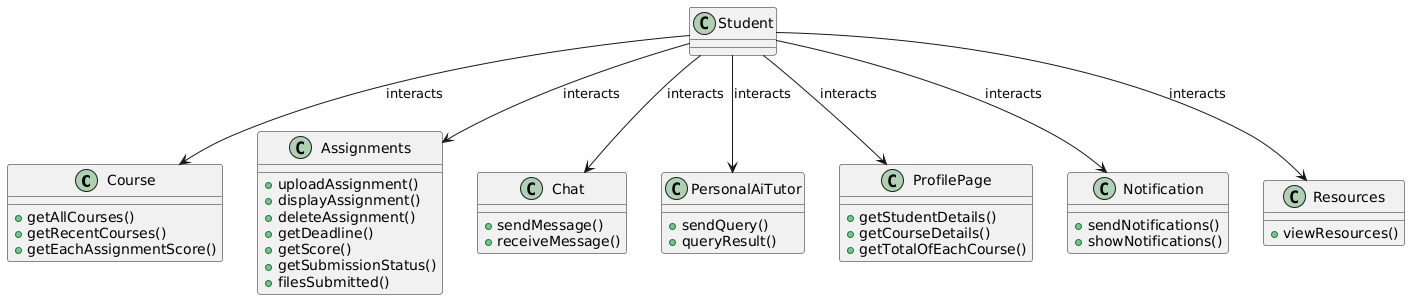 C Student
interacts
interacts
interacts
interacts
interacts
interacts
interacts
C Course
getAllCourses()
getRecentCourses()
getEachAssignmentScore()
C Assignments
uploadAssignment()
displayAssignment()
deleteAssignment()
getDeadline()
getScore()
getSubmissionStatus()
filesSubmitted()
C Chat
sendMessage()
receiveMessage()
C PersonalAiTutor
sendQuery()
queryResult()
C ProfilePage
getStudentDetails()
getCourseDetails()
getTotalOfEachCourse()
C Notification
sendNotifications()
showNotifications()
C Resources
viewResources()